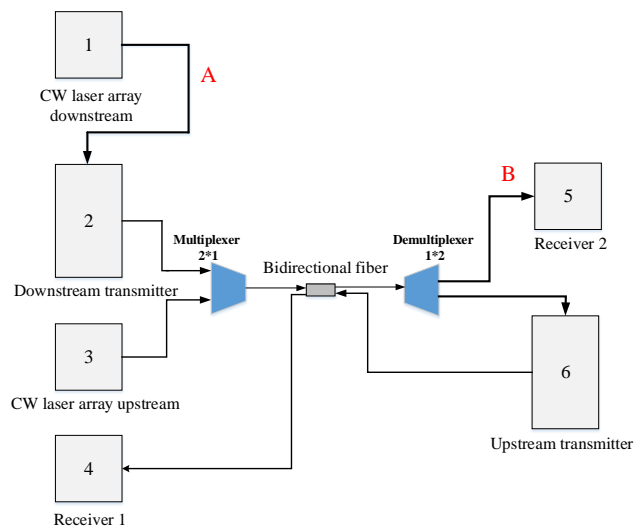 1
CW laser array
downstream
A
2
Downstream transmitter
Multiplexer
2*1
Bidirectional fiber
Demultiplexer
1*2
B
5
Receiver 2
3
CW laser array upstream
6
Upstream transmitter
4
Receiver 1